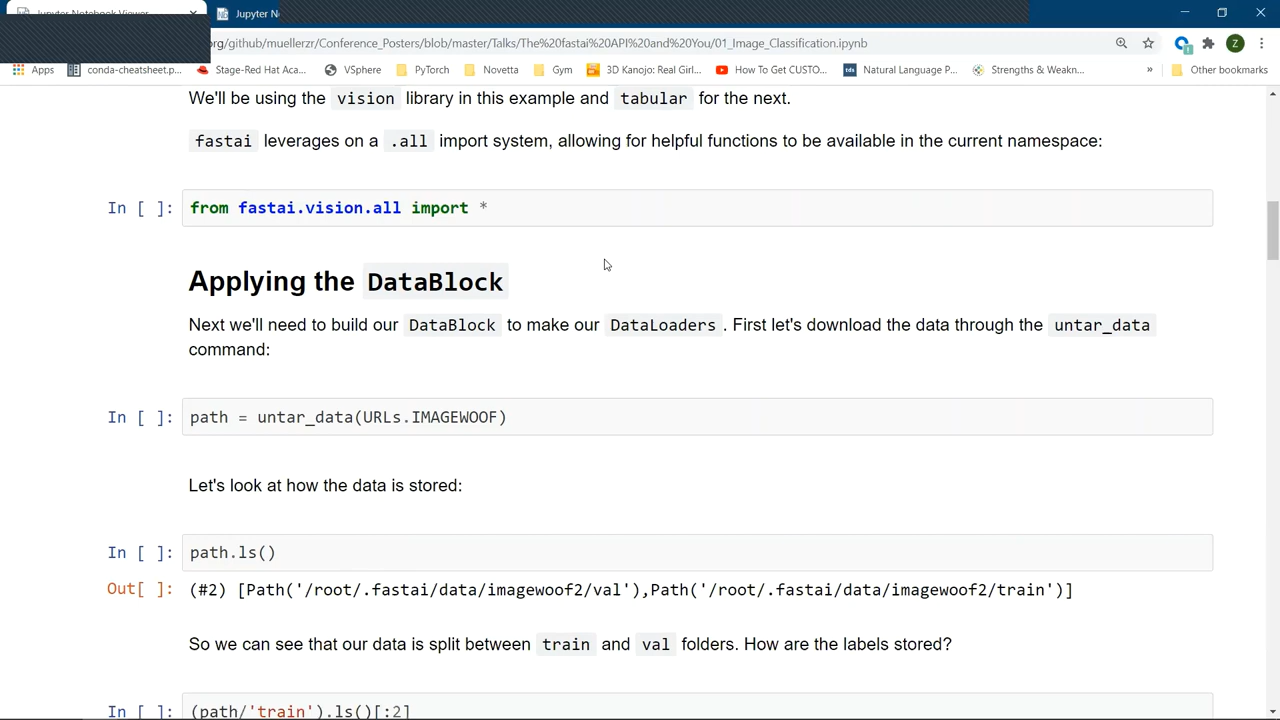 Jupyter Notebook Viewer
Jupyter N
org/github/muellerzr/Conference_Posters/blob/master/Talks/The%20fastai%20API%20and%20You/01_Image_Classification.ipynb
Apps conda-cheatsheet.p... Stage-Red Hat Aca... VSphere PyTorch Novetta Gym 3D Kanojo: Real Girl... How To Get CUSTO... Natural Language P... Strengths & Weakn... » Other bookmarks
We'll be using the vision library in this example and tabular for the next.
fastai leverages on a .all import system, allowing for helpful functions to be available in the current namespace:
In [ ]: from fastai.vision.all import *
Applying the DataBlock
Next we'll need to build our DataBlock to make our DataLoaders . First let's download the data through the untar_data
command:
In [ ]: path = untar_data(URLs.IMAGEWOOF)
Let's look at how the data is stored:
In [ ]: path.ls()
Out[ ]: (#2) [Path('/root/.fastai/data/imagewoof2/val'),Path('/root/.fastai/data/imagewoof2/train')]
So we can see that our data is split between train and val folders. How are the labels stored?
In [ ]: (path/'train').ls()[:2]